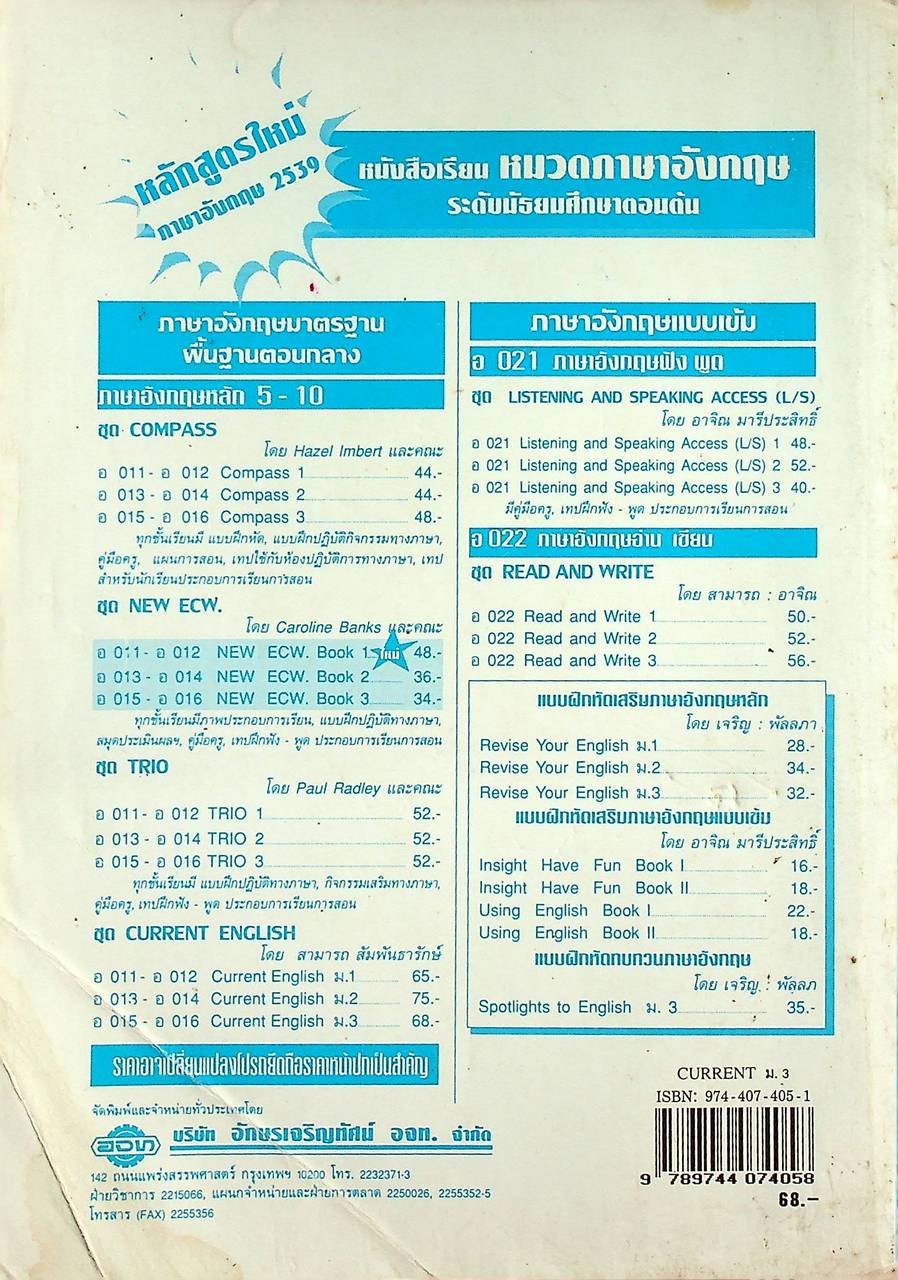 หลักสูตรใหม่
ภาษาอังกฤษ 2539
หนังสือเรียน หมวดภาษาอังกฤษ
ระดับมัธยมศึกษาตอนต้น
ภาษาอังกฤษมาตรฐาน
พื้นฐานตอนกลาง
ภาษาอังกฤษหลัก 5 - 10
ชุด COMPASS
โดย Hazel Imbert และคณะ
อ 011- อ 012 Compass 1 44.-
อ 013 - อ 014 Compass 2 44.-
อ 015 - อ 016 Compass 3 48.-
ทุกชั้นเรียนมี แบบฝึกหัด, แบบฝึกปฏิบัติกิจกรรมทางภาษา,
คู่มือครู, แผนการสอน, เทปใช้กับห้องปฏิบัติการทางภาษา, เทป
สำหรับนักเรียนประกอบการเรียนการสอน
ชุด NEW ECW.
โดย Caroline Banks และคณะ
อ 011- อ 012 NEW ECW. Book 1 ใหม่ 48.-
อ 013 - อ 014 NEW ECW. Book 2 36.-
อ 015 - อ 016 NEW ECW. Book 3 34.-
ทุกชั้นเรียนมีภาพประกอบการเรียน, แบบฝึกปฏิบัติทางภาษา,
สมุดประเมินผลฯ, คู่มือครู, เทปฝึกฟัง - พูด ประกอบการเรียนการสอน
ชุด TRIO
โดย Paul Radley และคณะ
อ 011- อ 012 TRIO 1 52.-
อ 013 - อ 014 TRIO 2 52.-
อ 015 - อ 016 TRIO 3 52.-
ทุกชั้นเรียนมี แบบฝึกปฏิบัติทางภาษา, กิจกรรมเสริมทางภาษา,
คู่มือครู, เทปฝึกฟัง - พูด ประกอบการเรียนการสอน
ชุด CURRENT ENGLISH
โดย สามารถ สัมพันธารักษ์
อ 011- อ 012 Current English ม.1 65.-
อ 013 - อ 014 Current English ม.2 75.-
อ 015 - อ 016 Current English ม.3 68.-
ราคาอาจเปลี่ยนแปลงโปรดยึดถือราคาหน้าปกเป็นสำคัญ
ภาษาอังกฤษแบบเข้ม
อ 021 ภาษาอังกฤษฟัง พูด
ชุด LISTENING AND SPEAKING ACCESS (L/S)
โดย อาจิณ มารีประสิทธิ์
อ 021 Listening and Speaking Access (L/S) 1 48.-
อ 021 Listening and Speaking Access (L/S) 2 52.-
อ 021 Listening and Speaking Access (L/S) 3 40.-
มีคู่มือครู, เทปฝึกฟัง - พูด ประกอบการเรียนการสอน
อ 022 ภาษาอังกฤษอ่าน เขียน
ชุด READ AND WRITE
โดย สามารถ : อาจิณ
อ 022 Read and Write 1 50.-
อ 022 Read and Write 2 52.-
อ 022 Read and Write 3 56.-
แบบฝึกหัดเสริมภาษาอังกฤษหลัก
โดย เจริญ : พัลลภา
Revise Your English ม.1 28.-
Revise Your English ม.2 34.-
Revise Your English ม.3 32.-
แบบฝึกหัดเสริมภาษาอังกฤษแบบเข้ม
โดย อาจิณ มารีประสิทธิ์
Insight Have Fun Book I 16.-
Insight Have Fun Book II 18.-
Using English Book I 22.-
Using English Book II 18.-
แบบฝึกหัดทบทวนภาษาอังกฤษ
โดย เจริญ : พัลลภ
Spotlights to English ม. 3 35.-
จัดพิมพ์และจำหน่ายทั่วประเทศโดย
อจท
บริษัท อักษรเจริญทัศน์ อจท. จำกัด
142 ถนนแพร่งสรรพศาสตร์ กรุงเทพฯ 10200 โทร. 2232371-3
ฝ่ายวิชาการ 2215066, แผนกจำหน่ายและฝ่ายการตลาด 2250026, 2255352-5
โทรสาร (FAX) 2255356
CURRENT ม. 3
ISBN: 974-407-405-1
9 789744 074058
68.-